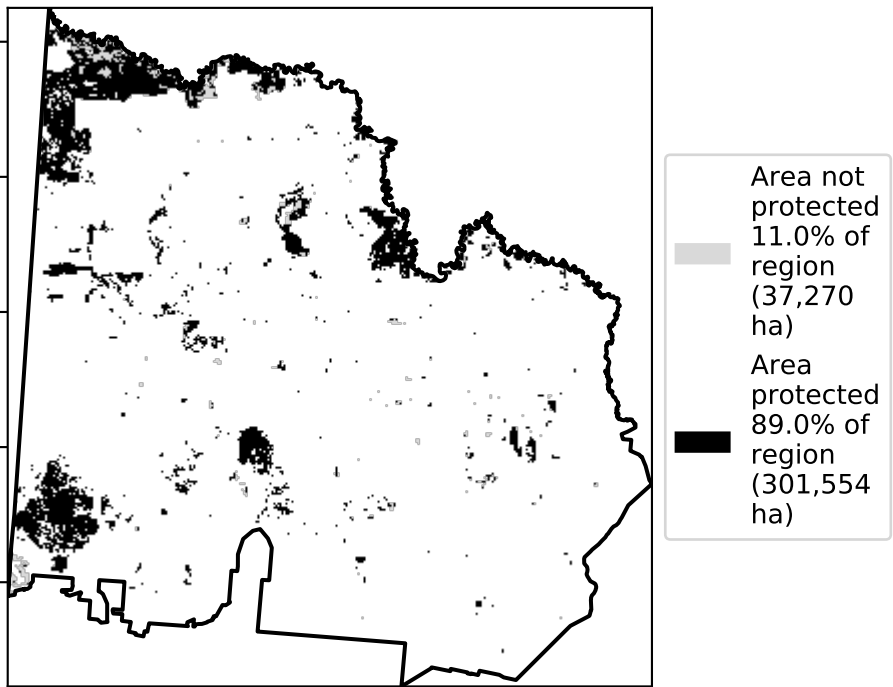 Area not
protected
11.0% of
region
(37,270
ha)
Area
protected
89.0% of
region
(301,554
ha)